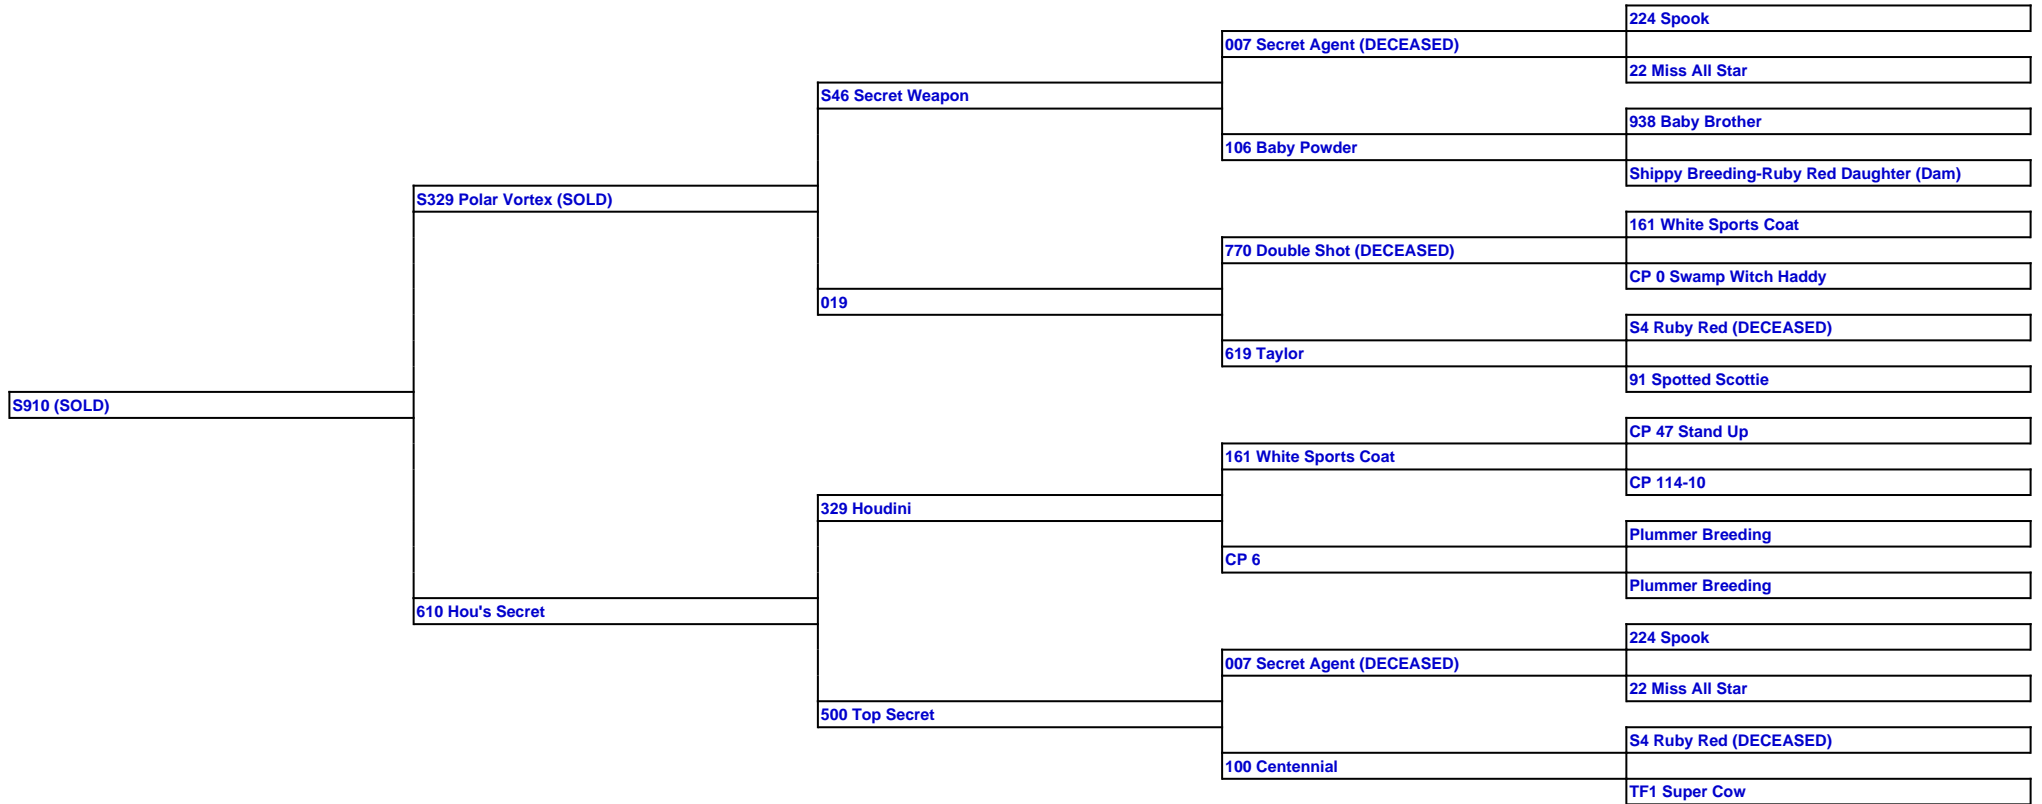 224 Spook
007 Secret Agent (DECEASED)
22 Miss All Star
S46 Secret Weapon
938 Baby Brother
106 Baby Powder
Shippy Breeding-Ruby Red Daughter (Dam)
S329 Polar Vortex (SOLD)
161 White Sports Coat
770 Double Shot (DECEASED)
CP 0 Swamp Witch Haddy
019
S4 Ruby Red (DECEASED)
619 Taylor
91 Spotted Scottie
S910 (SOLD)
CP 47 Stand Up
161 White Sports Coat
CP 114-10
329 Houdini
Plummer Breeding
CP 6
Plummer Breeding
610 Hou's Secret
224 Spook
007 Secret Agent (DECEASED)
22 Miss All Star
500 Top Secret
S4 Ruby Red (DECEASED)
100 Centennial
TF1 Super Cow